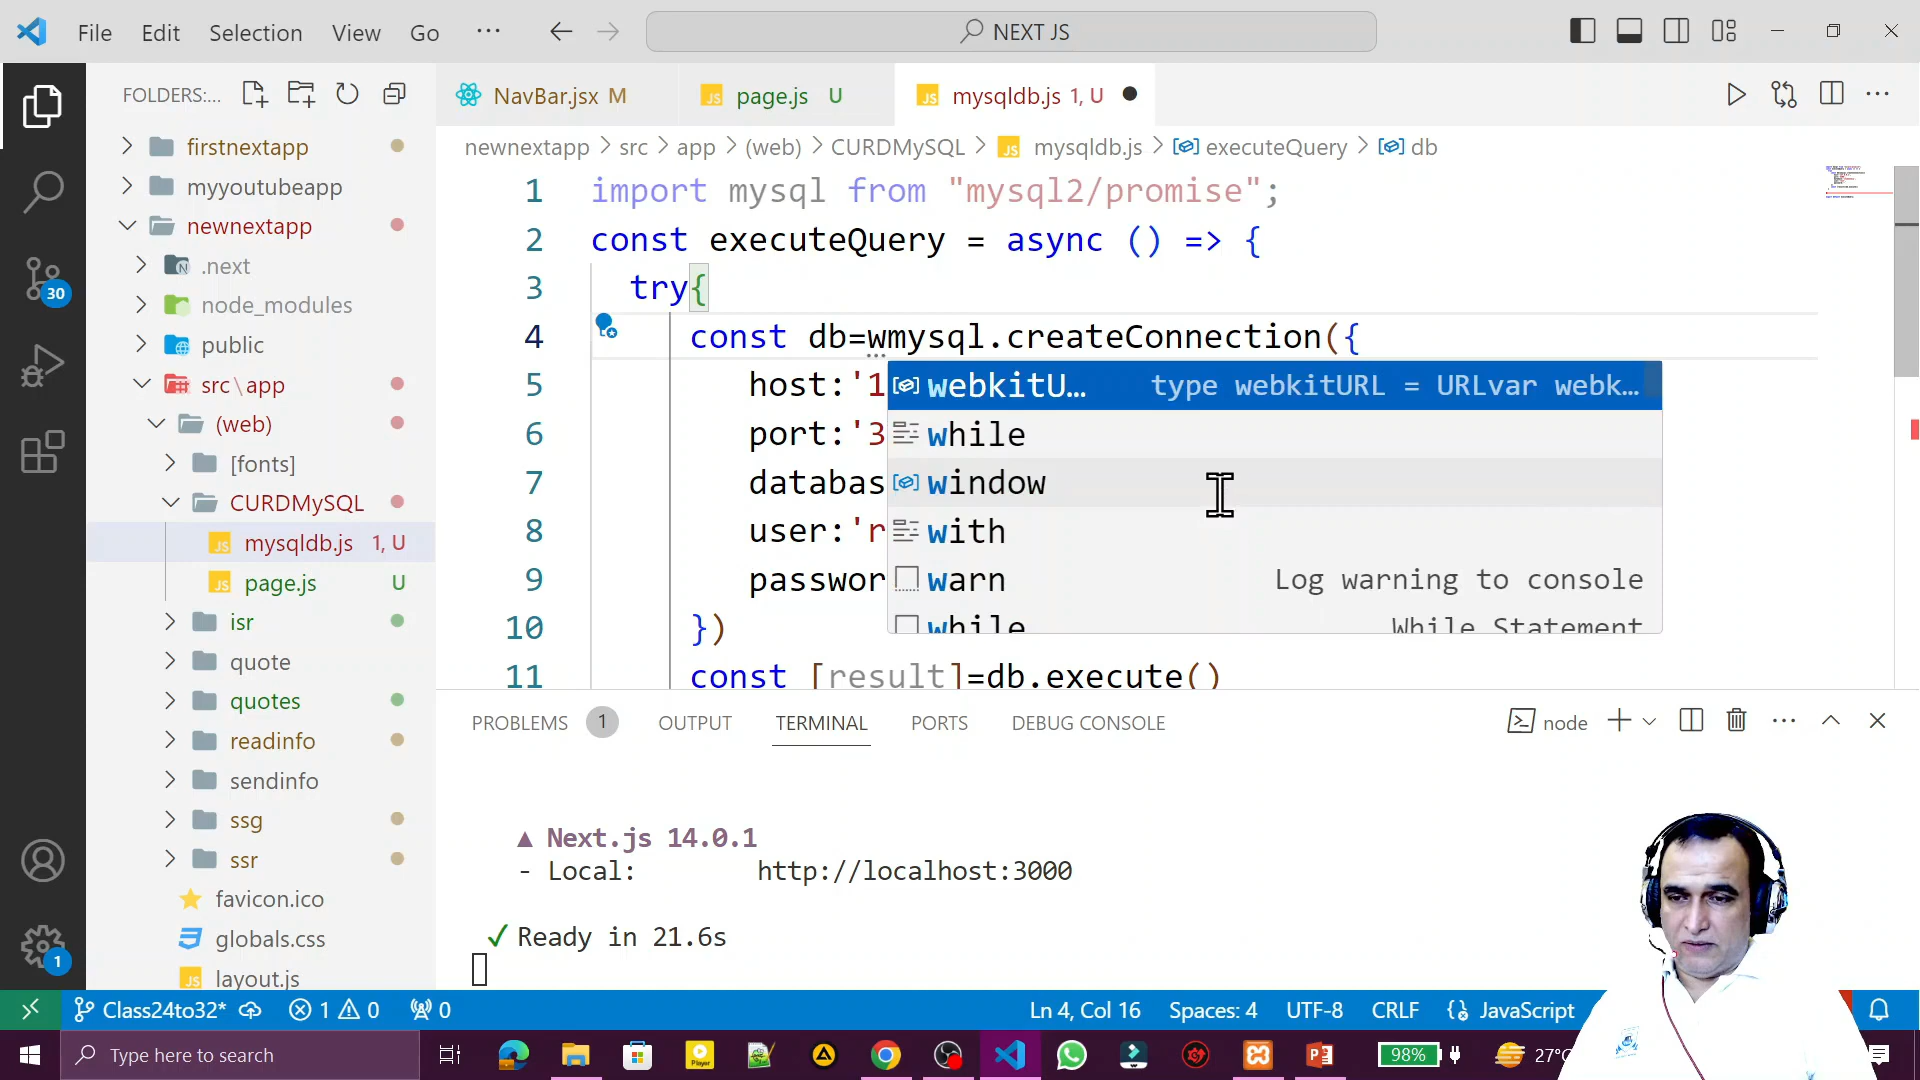 File Edit Selection View Go ... NEXT JS
FOLDERS:...
NavBar.jsx M
page.js U
mysqldb.js 1, U
newnextapp > src > app > (web) > CURDMySQL > JS mysqldb.js > executeQuery > db
firstnextapp
myyoutubeapp
newnextapp
.next
node_modules
public
src\app
(web)
[fonts]
CURDMySQL
mysqldb.js 1, U
page.js U
isr
quote
quotes
readinfo
sendinfo
ssg
ssr
favicon.ico
globals.css
layout.js
1 import mysql from "mysql2/promise";
2 const executeQuery = async () => {
3 try{
4 const db=wmysql.createConnection({
5 host:'1
6 port:'3
7 databas
8 user:'r
9 passwor
10 })
11 const [result]=db.execute()
webkitU... type webkitURL = URLvar webk...
while
window
with
warn Log warning to console
while While Statement
PROBLEMS 1 OUTPUT TERMINAL PORTS DEBUG CONSOLE node
▲ Next.js 14.0.1
- Local: http://localhost:3000
✓ Ready in 21.6s
30
1
Class24to32* 1 0 0 Ln 4, Col 16 Spaces: 4 UTF-8 CRLF {} JavaScript
Type here to search
Player
98%
27°C